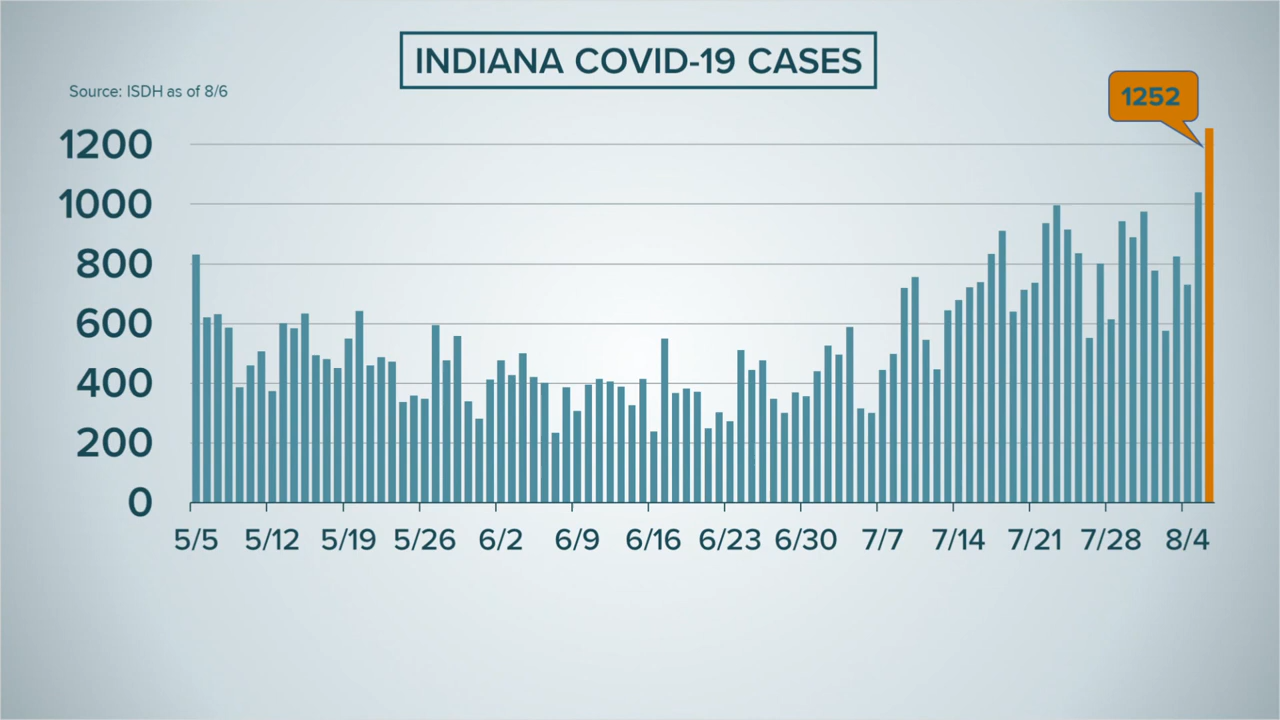 INDIANA COVID-19 CASES
Source: ISDH as of 8/6
1252
1200
1000
800
600
400
200
0
5/5 5/12 5/19 5/26 6/2 6/9 6/16 6/23 6/30 7/7 7/14 7/21 7/28 8/4